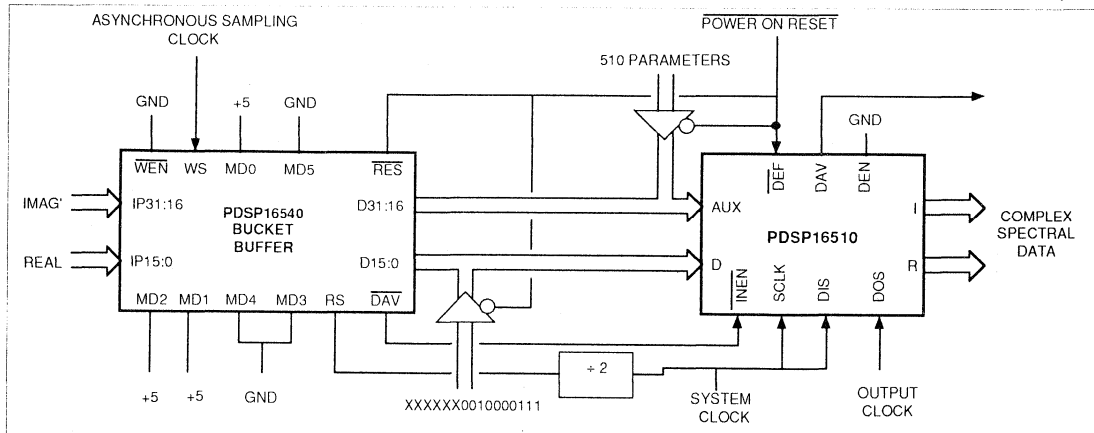 ASYNCHRONOUS SAMPLING
CLOCK
POWER ON RESET
510 PARAMETERS
GND
+5
GND
GND
WEN
WS
MD0
MD5
RES
DEF
DAV
DEN
IMAG'
IP31:16
D31:16
AUX
I
PDSP16540
BUCKET
BUFFER
PDSP16510
COMPLEX
SPECTRAL
DATA
REAL
IP15:0
D15:0
D
R
MD2
MD1
MD4
MD3
RS
DAV
INEN
SCLK
DIS
DOS
÷ 2
+5
+5
GND
XXXXXX0010000111
SYSTEM
CLOCK
OUTPUT
CLOCK